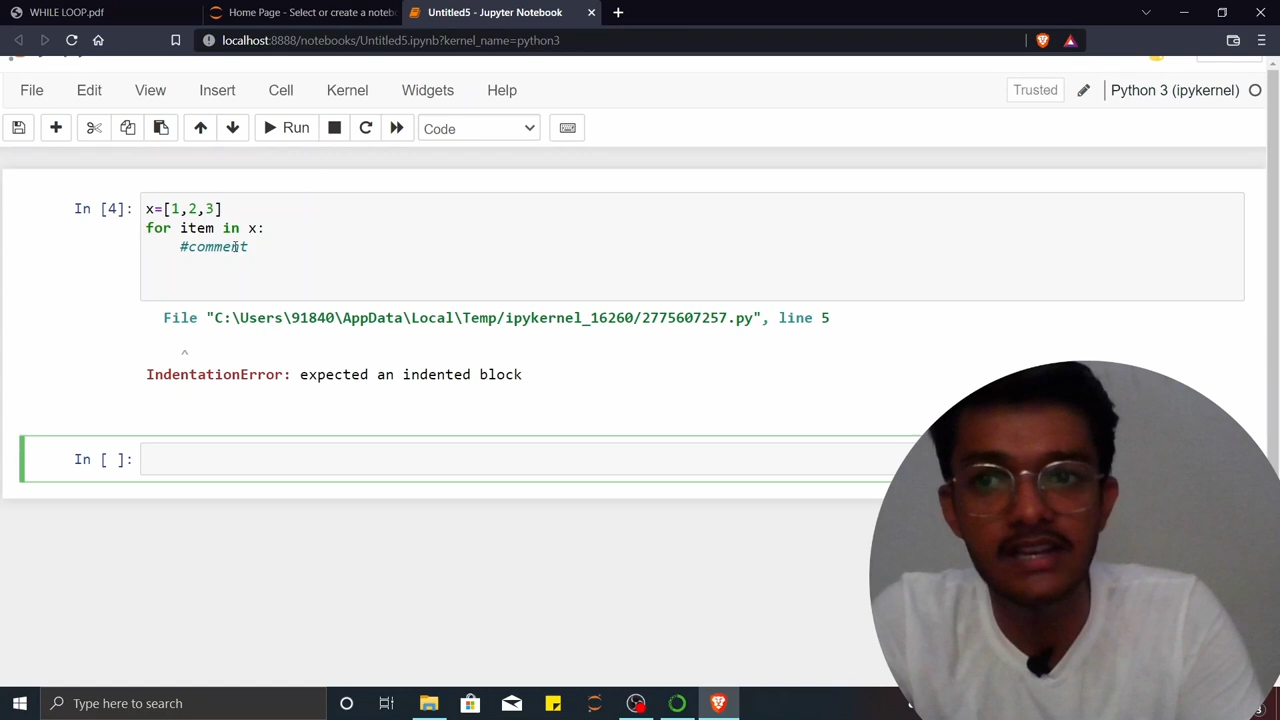 WHILE LOOP.pdf
Home Page - Select or create a noteb
Untitled5 - Jupyter Notebook
localhost:8888/notebooks/Untitled5.ipynb?kernel_name=python3
File Edit View Insert Cell Kernel Widgets Help
Trusted
Python 3 (ipykernel)
Run
Code
In [4]:
x=[1,2,3]
for item in x:
#comment
File "C:\Users\91840\AppData\Local\Temp/ipykernel_16260/2775607257.py", line 5
^
IndentationError: expected an indented block
In [ ]:
Type here to search